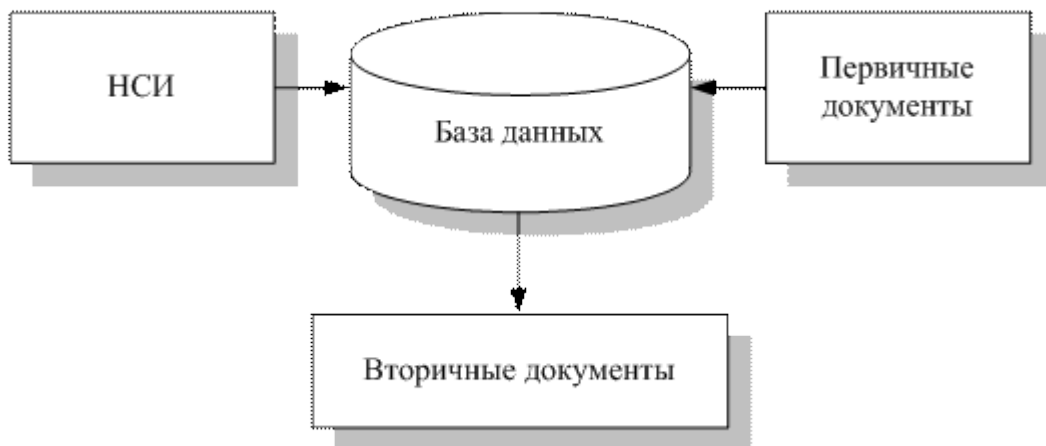 НСИ
База данных
Первичные
документы
Вторичные документы